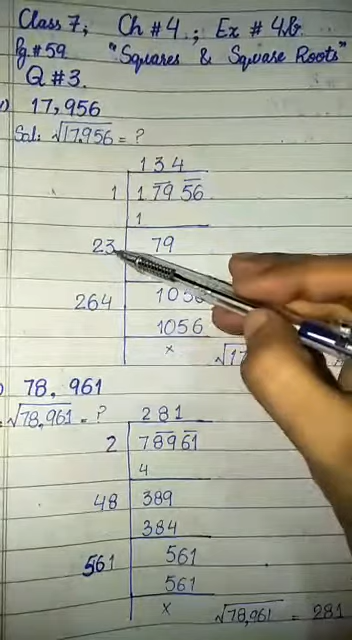 Class 7, Ch #4, ; Ex # 4b.
Pg.#59 "Squares & Square Roots"
Q #3.
) 17,956
Sol: √17,956 = ?
1 3 4
1 1 79 56
1
23 79
264 1056
1056
×
) 78,961
√78,961 = ? 2 8 1
2 7 89 61
4
48 389
384
561 561
561
× √78,961 = 281